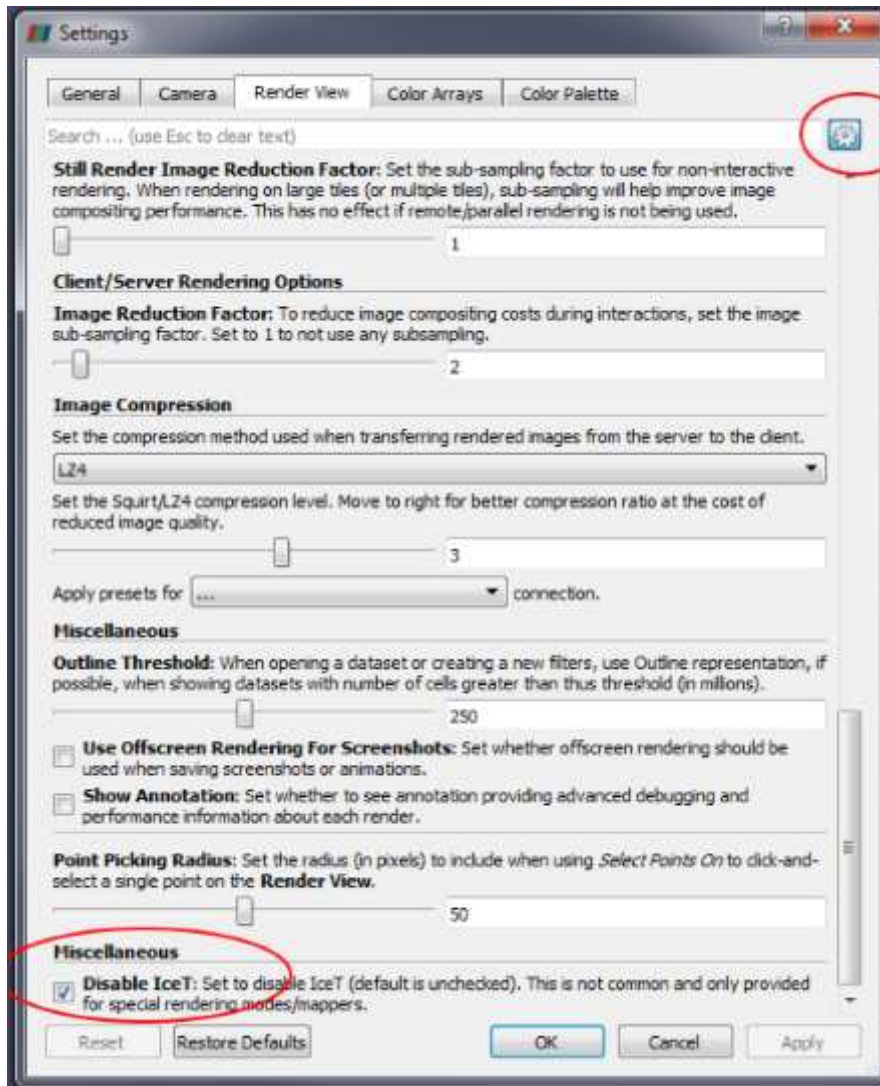 Settings
General Camera Render View Color Arrays Color Palette
Search ... (use Esc to clear text)
Still Render Image Reduction Factor: Set the sub-sampling factor to use for non-interactive
rendering. When rendering on large tiles (or multiple tiles), sub-sampling will help improve image
compositing performance. This has no effect if remote/parallel rendering is not being used.
1
Client/Server Rendering Options
Image Reduction Factor: To reduce image compositing costs during interactions, set the image
sub-sampling factor. Set to 1 to not use any subsampling.
2
Image Compression
Set the compression method used when transferring rendered images from the server to the client.
LZ4
Set the Squirt/LZ4 compression level. Move to right for better compression ratio at the cost of
reduced image quality.
3
Apply presets for ... connection.
Miscellaneous
Outline Threshold: When opening a dataset or creating a new filters, use Outline representation, if
possible, when showing datasets with number of cells greater than thus threshold (in millions).
250
Use Offscreen Rendering For Screenshots: Set whether offscreen rendering should be
used when saving screenshots or animations.
Show Annotation: Set whether to see annotation providing advanced debugging and
performance information about each render.
Point Picking Radius: Set the radius (in pixels) to include when using Select Points On to click-and-
select a single point on the Render View.
50
Miscellaneous
Disable IceT: Set to disable IceT (default is unchecked). This is not common and only provided
for special rendering modes/mappers.
Reset Restore Defaults OK Cancel Apply